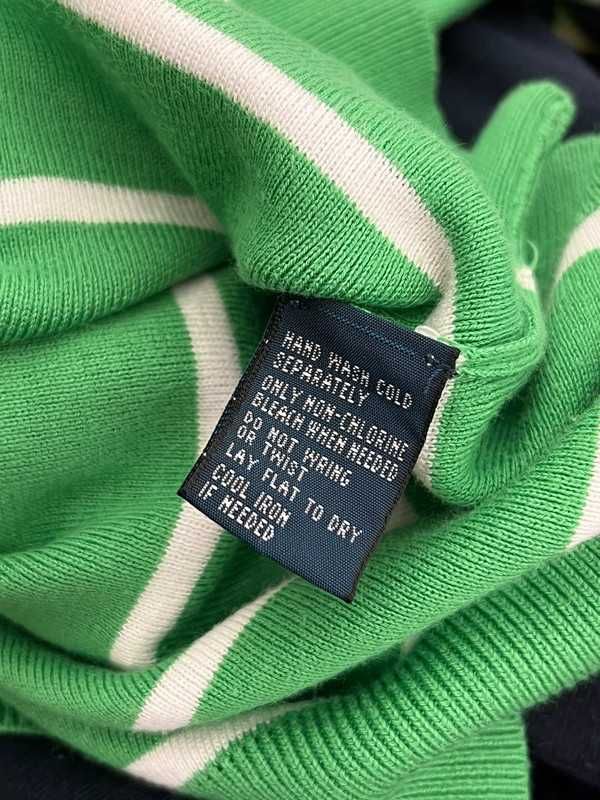 HAND WASH COLD
SEPARATELY
ONLY NON-CHLORINE
BLEACH WHEN NEEDED
DO NOT WRING
OR TWIST
LAY FLAT TO DRY
COOL IRON
IF NEEDED